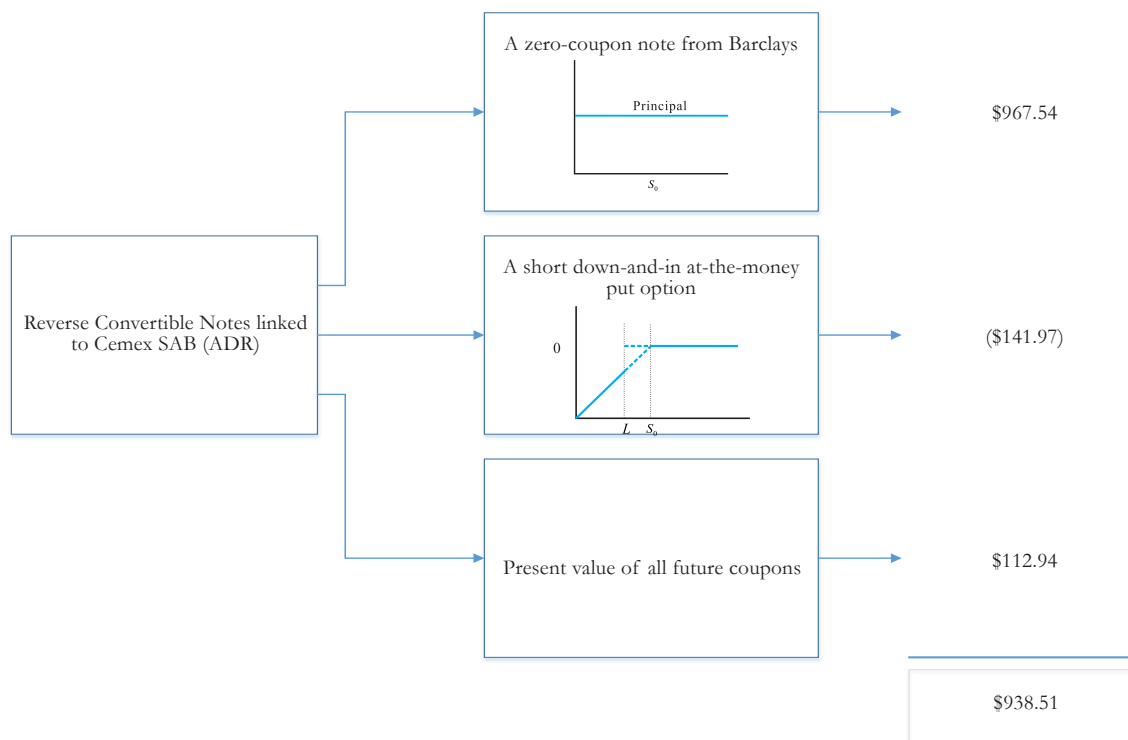 A zero-coupon note from Barclays
Principal
S₀
$967.54
Reverse Convertible Notes linked
to Cemex SAB (ADR)
A short down-and-in at-the-money
put option
0
L S₀
($141.97)
Present value of all future coupons
$112.94
$938.51